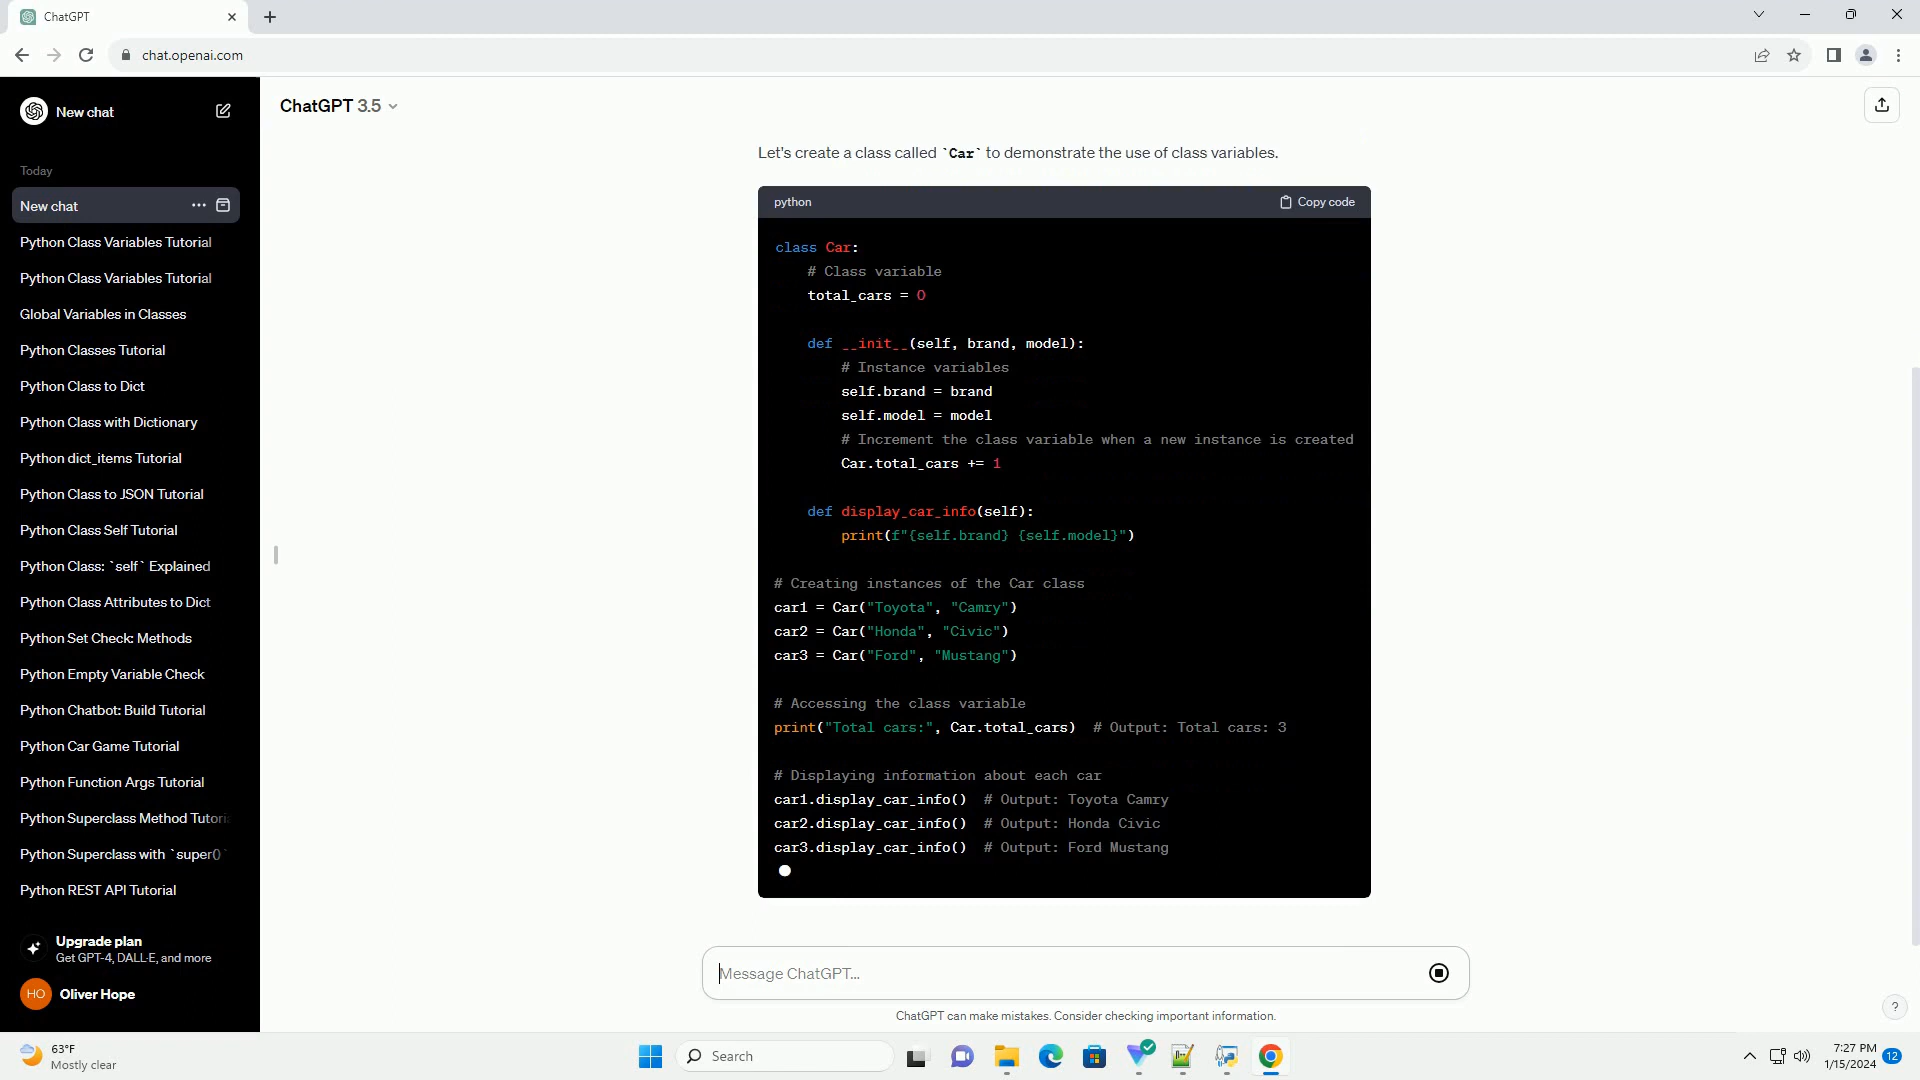 ChatGPT
chat.openai.com
New chat
Today
New chat
Python Class Variables Tutorial
Python Class Variables Tutorial
Global Variables in Classes
Python Classes Tutorial
Python Class to Dict
Python Class with Dictionary
Python dict_items Tutorial
Python Class to JSON Tutorial
Python Class Self Tutorial
Python Class: `self` Explained
Python Class Attributes to Dict
Python Set Check: Methods
Python Empty Variable Check
Python Chatbot: Build Tutorial
Python Car Game Tutorial
Python Function Args Tutorial
Python Superclass Method Tutoria
Python Superclass with `super()`
Python REST API Tutorial
Upgrade plan
Get GPT-4, DALL·E, and more
HO Oliver Hope
ChatGPT 3.5
Let's create a class called `Car` to demonstrate the use of class variables.
python Copy code
class Car:
    # Class variable
    total_cars = 0
    def __init__(self, brand, model):
        # Instance variables
        self.brand = brand
        self.model = model
        # Increment the class variable when a new instance is created
        Car.total_cars += 1
    def display_car_info(self):
        print(f"{self.brand} {self.model}")
# Creating instances of the Car class
car1 = Car("Toyota", "Camry")
car2 = Car("Honda", "Civic")
car3 = Car("Ford", "Mustang")
# Accessing the class variable
print("Total cars:", Car.total_cars)  # Output: Total cars: 3
# Displaying information about each car
car1.display_car_info()  # Output: Toyota Camry
car2.display_car_info()  # Output: Honda Civic
car3.display_car_info()  # Output: Ford Mustang
Message ChatGPT...
ChatGPT can make mistakes. Consider checking important information.
?
63°F
Mostly clear
Search
7:27 PM
1/15/2024
12